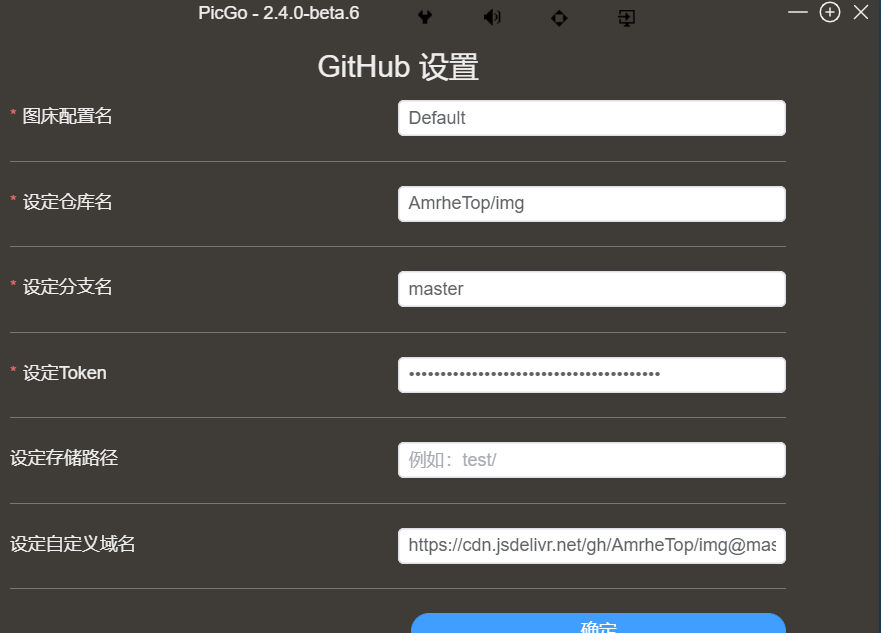 PicGo - 2.4.0-beta.6
GitHub 设置
* 图床配置名
Default
* 设定仓库名
AmrheTop/img
* 设定分支名
master
* 设定Token
••••••••••••••••••••••••••••••••••••••••
设定存储路径
例如：test/
设定自定义域名
https://cdn.jsdelivr.net/gh/AmrheTop/img@mas
确定